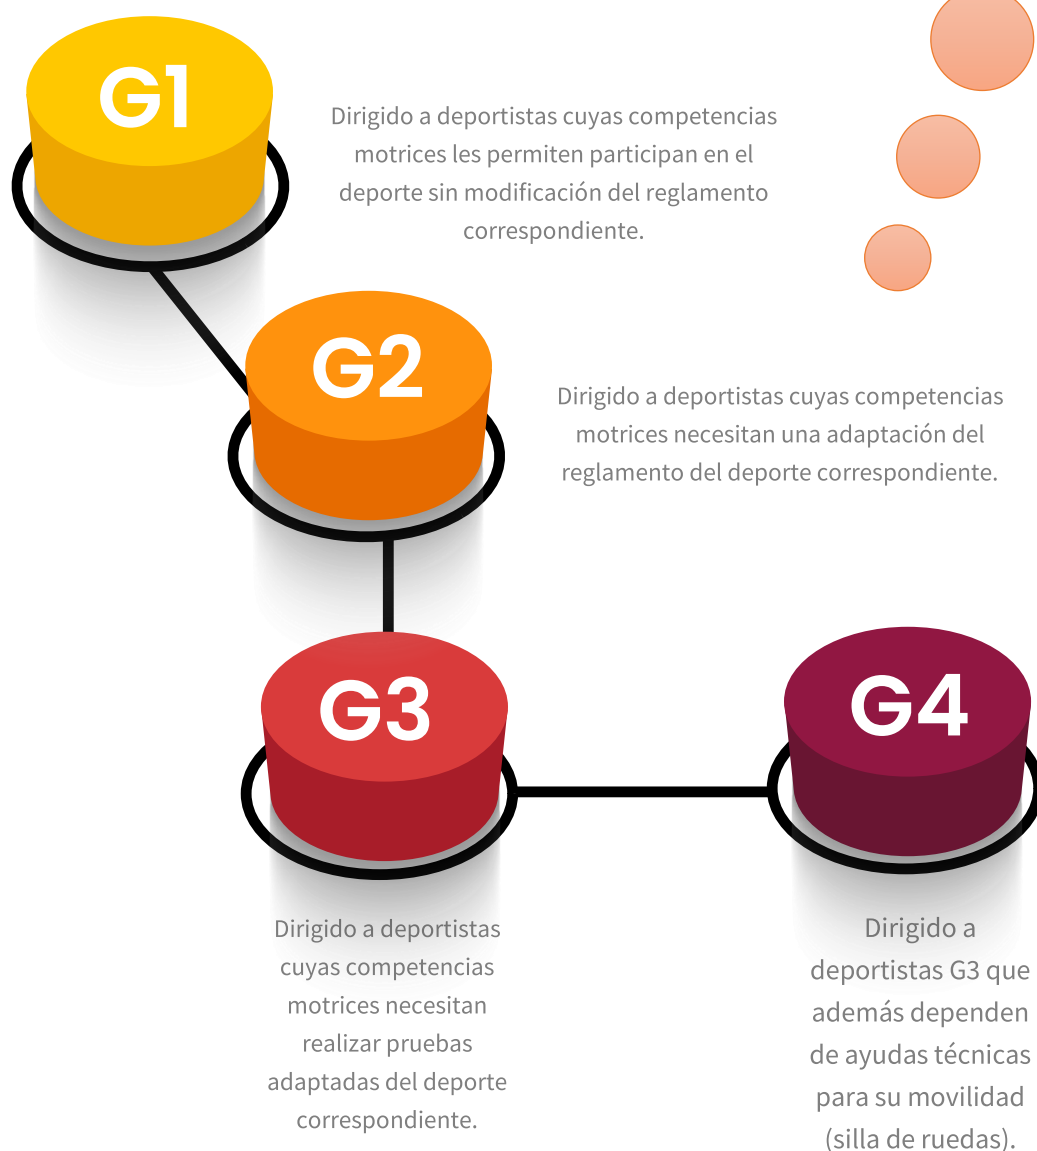 G1
Dirigido a deportistas cuyas competencias
motrices les permiten participan en el
deporte sin modificación del reglamento
correspondiente.
G2
Dirigido a deportistas cuyas competencias
motrices necesitan una adaptación del
reglamento del deporte correspondiente.
G3
Dirigido a deportistas
cuyas competencias
motrices necesitan
realizar pruebas
adaptadas del deporte
correspondiente.
G4
Dirigido a
deportistas G3 que
además dependen
de ayudas técnicas
para su movilidad
(silla de ruedas).